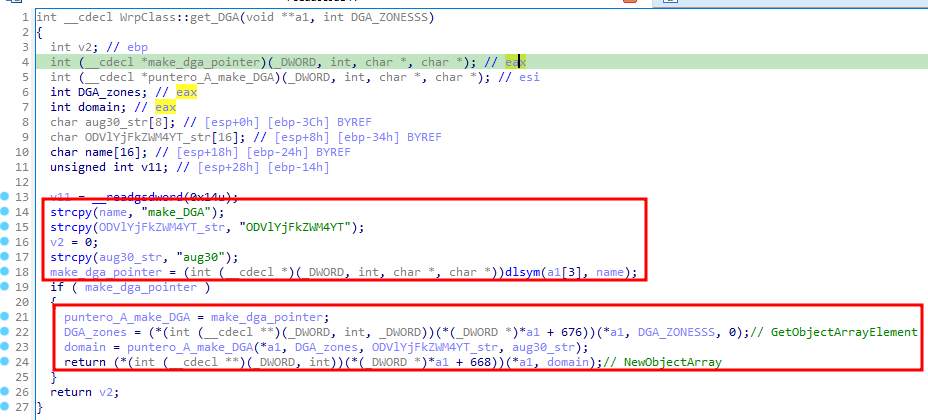 1 int __cdecl WrpClass::get_DGA(void **a1, int DGA_ZONESSS)
2 {
3 int v2; // ebp
4 int (__cdecl *make_dga_pointer)(_DWORD, int, char *, char *); // eax
5 int (__cdecl *puntero_A_make_DGA)(_DWORD, int, char *, char *); // esi
6 int DGA_zones; // eax
7 int domain; // eax
8 char aug30_str[8]; // [esp+0h] [ebp-3Ch] BYREF
9 char ODVlYjFkZWM4YT_str[16]; // [esp+8h] [ebp-34h] BYREF
10 char name[16]; // [esp+18h] [ebp-24h] BYREF
11 unsigned int v11; // [esp+28h] [ebp-14h]
12
13 v11 = __readgsdword(0x14u);
14 strcpy(name, "make_DGA");
15 strcpy(ODVlYjFkZWM4YT_str, "ODVlYjFkZWM4YT");
16 v2 = 0;
17 strcpy(aug30_str, "aug30");
18 make_dga_pointer = (int (__cdecl *)(_DWORD, int, char *, char *))dlsym(a1[3], name);
19 if ( make_dga_pointer )
20 {
21 puntero_A_make_DGA = make_dga_pointer;
22 DGA_zones = (*(int (__cdecl **)(_DWORD, int, _DWORD))(*(_DWORD *)*a1 + 676))(*a1, DGA_ZONESSS, 0);// GetObjectArrayElement
23 domain = puntero_A_make_DGA(*a1, DGA_zones, ODVlYjFkZWM4YT_str, aug30_str);
24 return (*(int (__cdecl **)(_DWORD, int))(*(_DWORD *)*a1 + 668))(*a1, domain);// NewObjectArray
25 }
26 return v2;
27 }